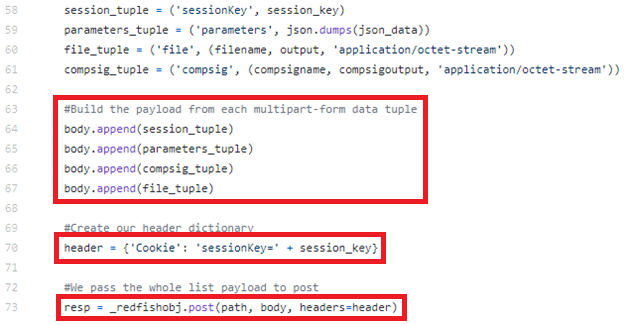 58 session_tuple = ('sessionKey', session_key)
59 parameters_tuple = ('parameters', json.dumps(json_data))
60 file_tuple = ('file', (filename, output, 'application/octet-stream'))
61 compsig_tuple = ('compsig', (compsigname, compsigoutput, 'application/octet-stream'))
62
63 #Build the payload from each multipart-form data tuple
64 body.append(session_tuple)
65 body.append(parameters_tuple)
66 body.append(compsig_tuple)
67 body.append(file_tuple)
68
69 #Create our header dictionary
70 header = {'Cookie': 'sessionKey=' + session_key}
71
72 #We pass the whole list payload to post
73 resp = _redfishobj.post(path, body, headers=header)